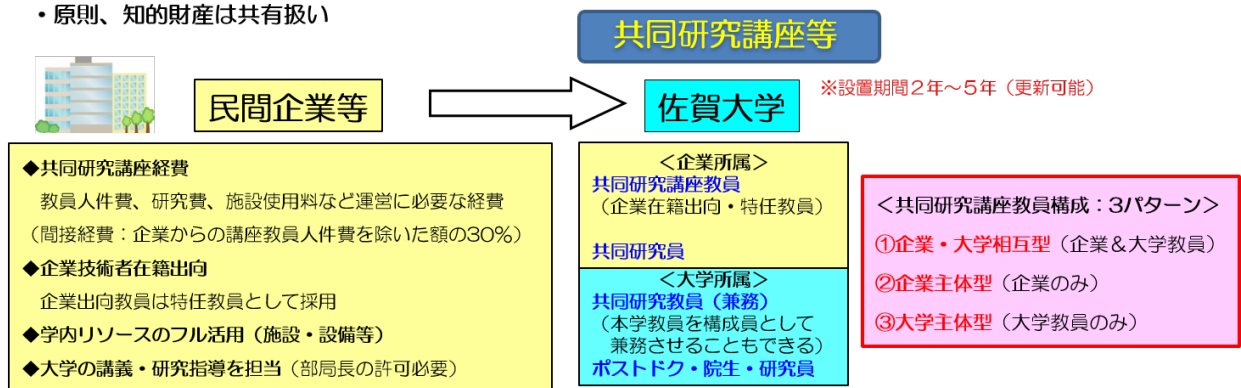 ・原則、知的財産は共有扱い
共同研究講座等
民間企業等
佐賀大学
※設置期間2年～5年（更新可能）
◆共同研究講座経費
教員人件費、研究費、施設使用料など運営に必要な経費
（間接経費：企業からの講座教員人件費を除いた額の30％）
◆企業技術者在籍出向
企業出向教員は特任教員として採用
◆学内リソースのフル活用（施設・設備等）
◆大学の講義・研究指導を担当（部局長の許可必要）
＜企業所属＞
共同研究講座教員
（企業在籍出向・特任教員）
共同研究員
＜大学所属＞
共同研究教員（兼務）
（本学教員を構成員として
兼務させることもできる）
ポストドク・院生・研究員
＜共同研究講座教員構成：3パターン＞
①企業・大学相互型（企業＆大学教員）
②企業主体型（企業のみ）
③大学主体型（大学教員のみ）